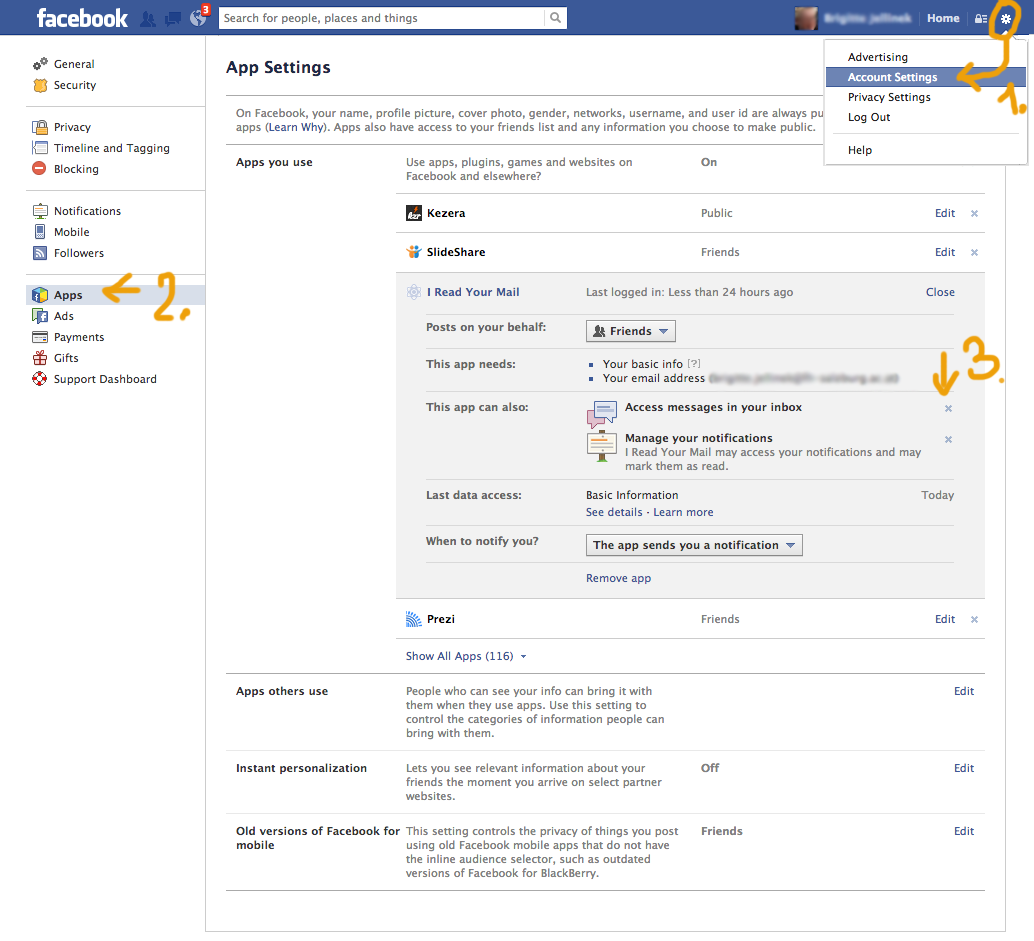 facebook
3
Search for people, places and things
Home
Advertising
Account Settings
Privacy Settings
Log Out
Help
1.
General
Security
Privacy
Timeline and Tagging
Blocking
Notifications
Mobile
Followers
Apps
2.
Ads
Payments
Gifts
Support Dashboard
App Settings
On Facebook, your name, profile picture, cover photo, gender, networks, username, and user id are always pu
apps (Learn Why). Apps also have access to your friends list and any information you choose to make public.
Apps you use
Use apps, plugins, games and websites on
Facebook and elsewhere?
On
Kezera Public Edit ×
SlideShare Friends Edit ×
I Read Your Mail Last logged in: Less than 24 hours ago Close
Posts on your behalf: Friends
This app needs: Your basic info [?]
Your email address
3.
This app can also: Access messages in your inbox ×
Manage your notifications ×
I Read Your Mail may access your notifications and may
mark them as read.
Last data access: Basic Information Today
See details · Learn more
When to notify you? The app sends you a notification
Remove app
Prezi Friends Edit ×
Show All Apps (116)
Apps others use
People who can see your info can bring it with
them when they use apps. Use this setting to
control the categories of information people can
bring with them.
Edit
Instant personalization
Lets you see relevant information about your
friends the moment you arrive on select partner
websites.
Off Edit
Old versions of Facebook for
mobile
This setting controls the privacy of things you post
using old Facebook mobile apps that do not have
the inline audience selector, such as outdated
versions of Facebook for BlackBerry.
Friends Edit